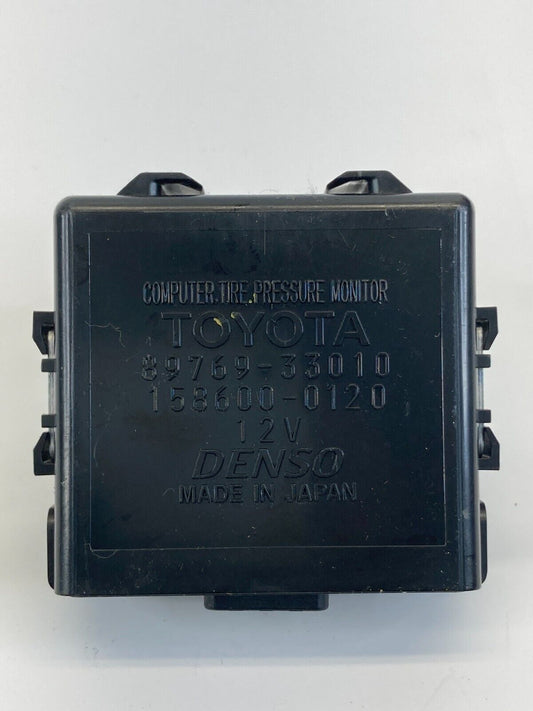 COMPUTER.TIRE PRESSURE MONITOR
TOYOTA
89769-33010
158600-0120
12V
DENSO
MADE IN JAPAN